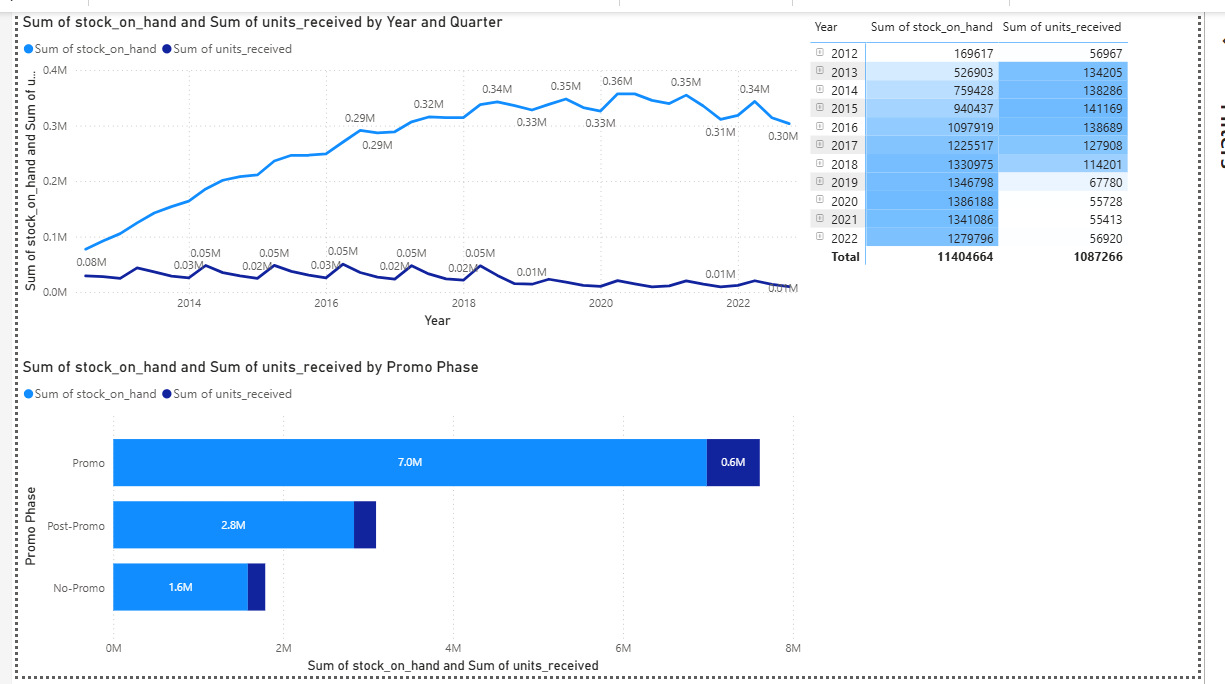 Sum of stock_on_hand and Sum of units_received by Year and Quarter
Sum of stock_on_hand Sum of units_received
Sum of stock_on_hand and Sum of u...
0.4M
0.3M
0.2M
0.1M
0.0M
0.08M
0.03M
0.05M
0.02M
0.05M
0.03M
0.05M
0.29M
0.29M
0.02M
0.05M
0.32M
0.02M
0.05M
0.34M
0.33M
0.01M
0.35M
0.33M
0.36M
0.35M
0.31M
0.01M
0.34M
0.30M
0.01M
2014 2016 2018 2020 2022
Year
Year Sum of stock_on_hand Sum of units_received
2012 169617 56967
2013 526903 134205
2014 759428 138286
2015 940437 141169
2016 1097919 138689
2017 1225517 127908
2018 1330975 114201
2019 1346798 67780
2020 1386188 55728
2021 1341086 55413
2022 1279796 56920
Total 11404664 1087266
Sum of stock_on_hand and Sum of units_received by Promo Phase
Sum of stock_on_hand Sum of units_received
Promo Phase
Promo 7.0M 0.6M
Post-Promo 2.8M
No-Promo 1.6M
0M 2M 4M 6M 8M
Sum of stock_on_hand and Sum of units_received